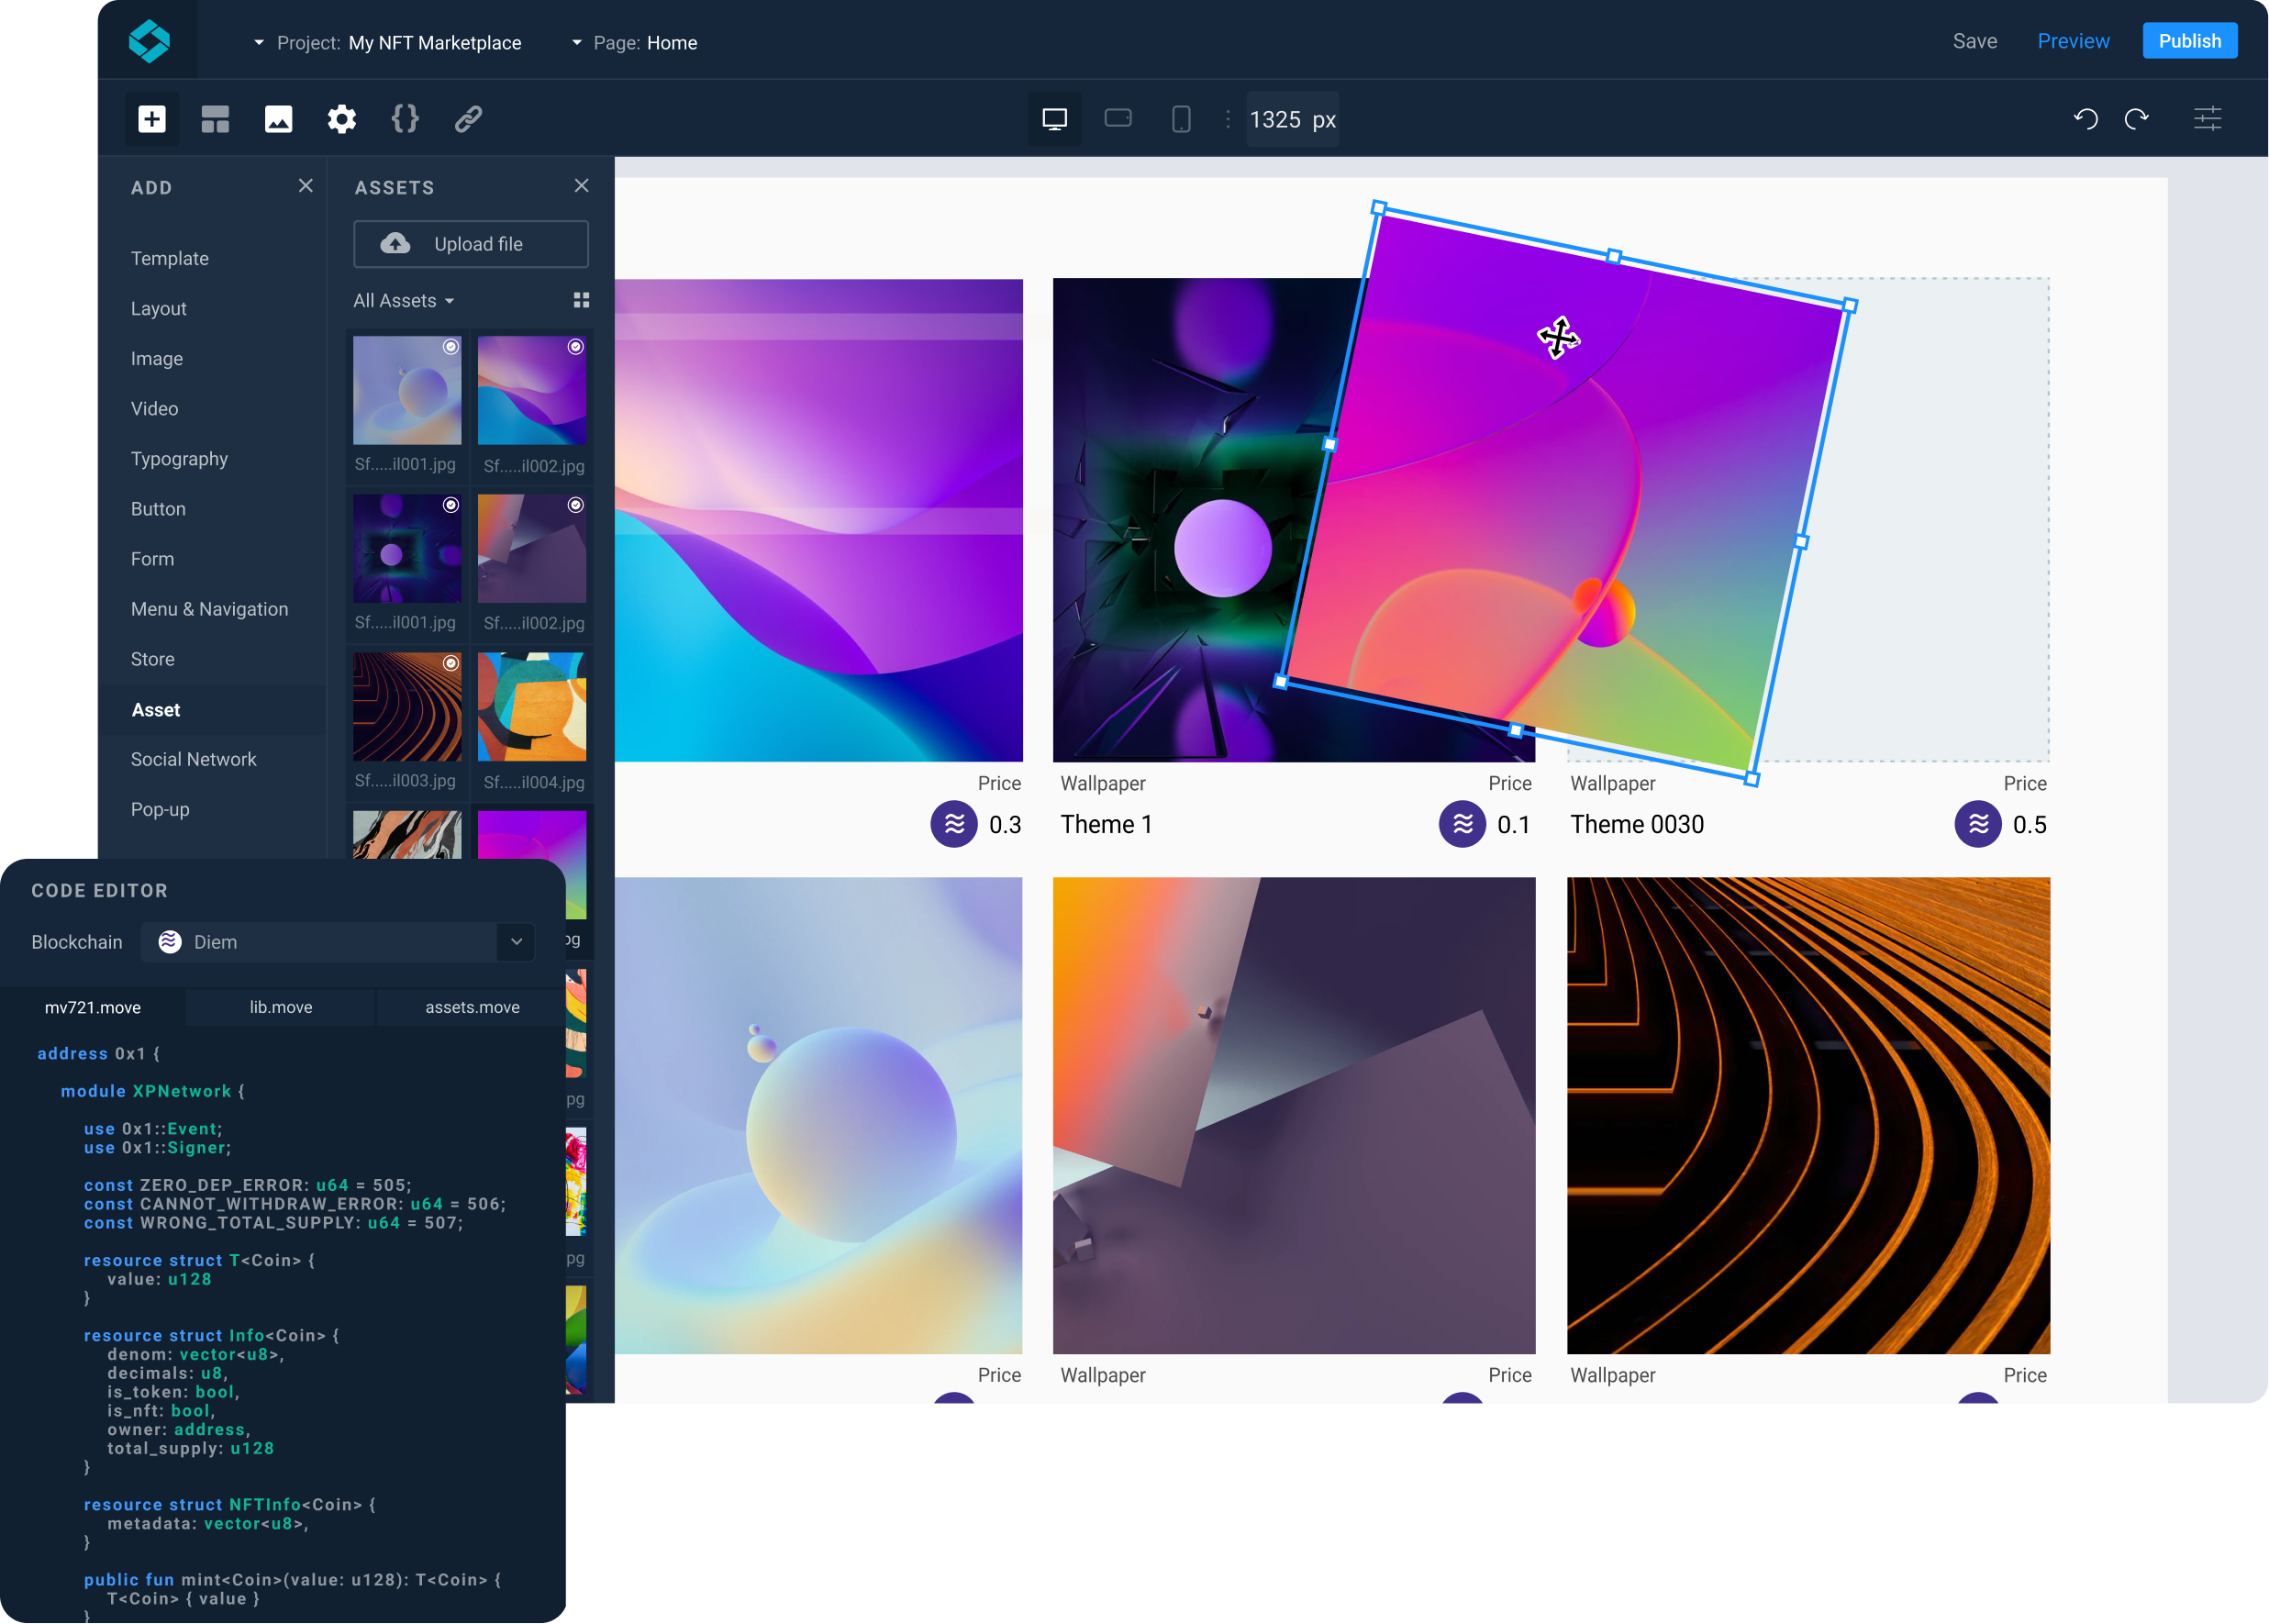 Project: My NFT Marketplace
Page: Home
Save
Preview
Publish
1325 px
ADD
Template
Layout
Image
Video
Typography
Button
Form
Menu & Navigation
Store
Asset
Social Network
Pop-up
ASSETS
Upload file
All Assets
Sf.....il001.jpg
Sf.....il002.jpg
Sf.....il001.jpg
Sf.....il002.jpg
Sf.....il003.jpg
Sf.....il004.jpg
pg
pg
pg
Price
0.3
Wallpaper
Price
Theme 1
0.1
Wallpaper
Price
Theme 0030
0.5
Price
Wallpaper
Price
Wallpaper
Price
CODE EDITOR
Blockchain
Diem
mv721.move
lib.move
assets.move
address 0x1 {
module XPNetwork {
use 0x1::Event;
use 0x1::Signer;
const ZERO_DEP_ERROR: u64 = 505;
const CANNOT_WITHDRAW_ERROR: u64 = 506;
const WRONG_TOTAL_SUPPLY: u64 = 507;
resource struct T<Coin> {
value: u128
}
resource struct Info<Coin> {
denom: vector<u8>,
decimals: u8,
is_token: bool,
is_nft: bool,
owner: address,
total_supply: u128
}
resource struct NFTInfo<Coin> {
metadata: vector<u8>,
}
public fun mint<Coin>(value: u128): T<Coin> {
T<Coin> { value }
}